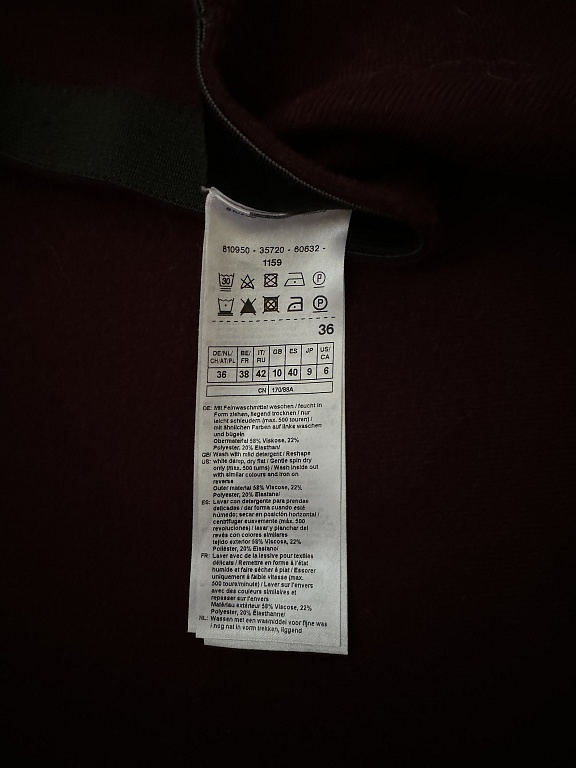 810950 - 35720 - 60632 -
1159
30 P
P
36
DE/NL/ CH/AT/PL BE/ FR IT/ RU GB ES JP US/ CA
36 38 42 10 40 9 6
CN 170/88A
DE: Mit Feinwaschmittel waschen / feucht in
Form ziehen, liegend trocknen / nur
leicht schleudern (max. 500 touren) /
mit ähnlichen Farben auf links waschen
und bügeln
Obermaterial 58% Viskose, 22%
Polyester, 20% Elasthan/
GB/ Wash with mild detergent / Reshape
US: while damp, dry flat / Gentle spin dry
only (max. 500 turns) / Wash inside out
with similar colours and iron on
reverse
Outer material 58% Viscose, 22%
Polyester, 20% Elastane/
ES: Lavar con detergente para prendas
delicadas / dar forma cuando esté
húmedo; secar en posición horizontal /
centrifugar suavemente (máx. 500
revoluciones) / lavar y planchar del
revés con colores similares
tejido exterior 58% Viscosa, 22%
Poliéster, 20% Elastano/
FR: Laver avec de la lessive pour textiles
délicats / Remettre en forme à l'état
humide et faire sécher à plat / Essorer
uniquement à faible vitesse (max.
500 tours/minute) / Laver sur l'envers
avec des couleurs similaires et
repasser sur l'envers
Matériau extérieur 58% Viscose, 22%
Polyester, 20% Élasthanne/
NL: Wassen met een wasmiddel voor fijne was
/ nog nat in vorm trekken, liggend